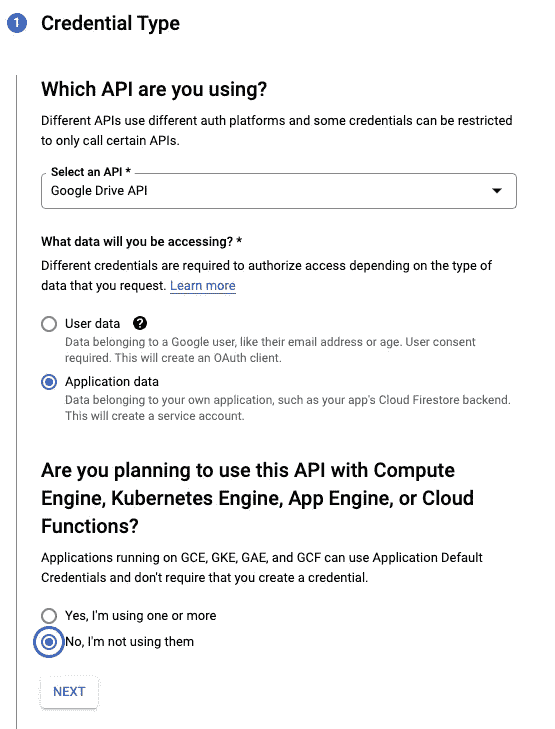 1 Credential Type
Which API are you using?
Different APIs use different auth platforms and some credentials can be restricted
to only call certain APIs.
Select an API *
Google Drive API
What data will you be accessing? *
Different credentials are required to authorize access depending on the type of
data that you request. Learn more
User data ?
Data belonging to a Google user, like their email address or age. User consent
required. This will create an OAuth client.
Application data
Data belonging to your own application, such as your app's Cloud Firestore backend.
This will create a service account.
Are you planning to use this API with Compute
Engine, Kubernetes Engine, App Engine, or Cloud
Functions?
Applications running on GCE, GKE, GAE, and GCF can use Application Default
Credentials and don't require that you create a credential.
Yes, I'm using one or more
No, I'm not using them
NEXT